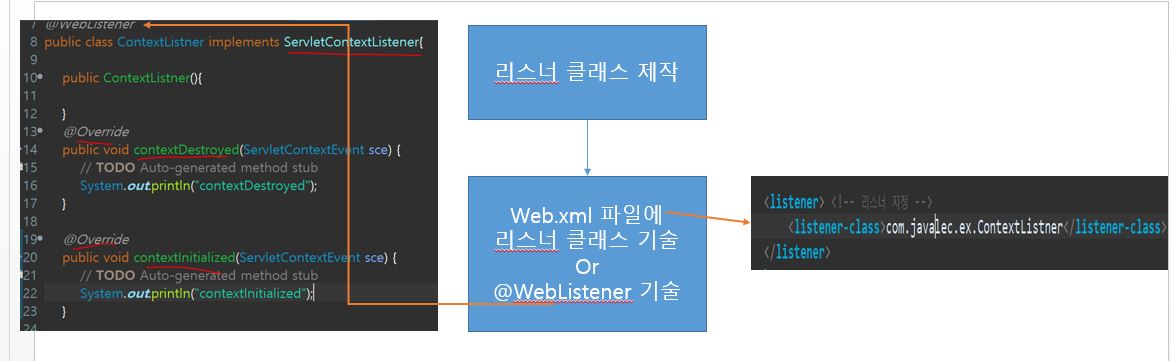 7 @WebListener
8 public class ContextListner implements ServletContextListener{
9
10 public ContextListner(){
11
12 }
13 @Override
14 public void contextDestroyed(ServletContextEvent sce) {
15 // TODO Auto-generated method stub
16 System.out.println("contextDestroyed");
17 }
18
19 @Override
20 public void contextInitialized(ServletContextEvent sce) {
21 // TODO Auto-generated method stub
22 System.out.println("contextInitialized");
23 }
24
리스너 클래스 제작
Web.xml 파일에
리스너 클래스 기술
Or
@WebListener 기술
<listener> <!-- 리스너 지정 -->
<listener-class>com.javalec.ex.ContextListner</listener-class>
</listener>